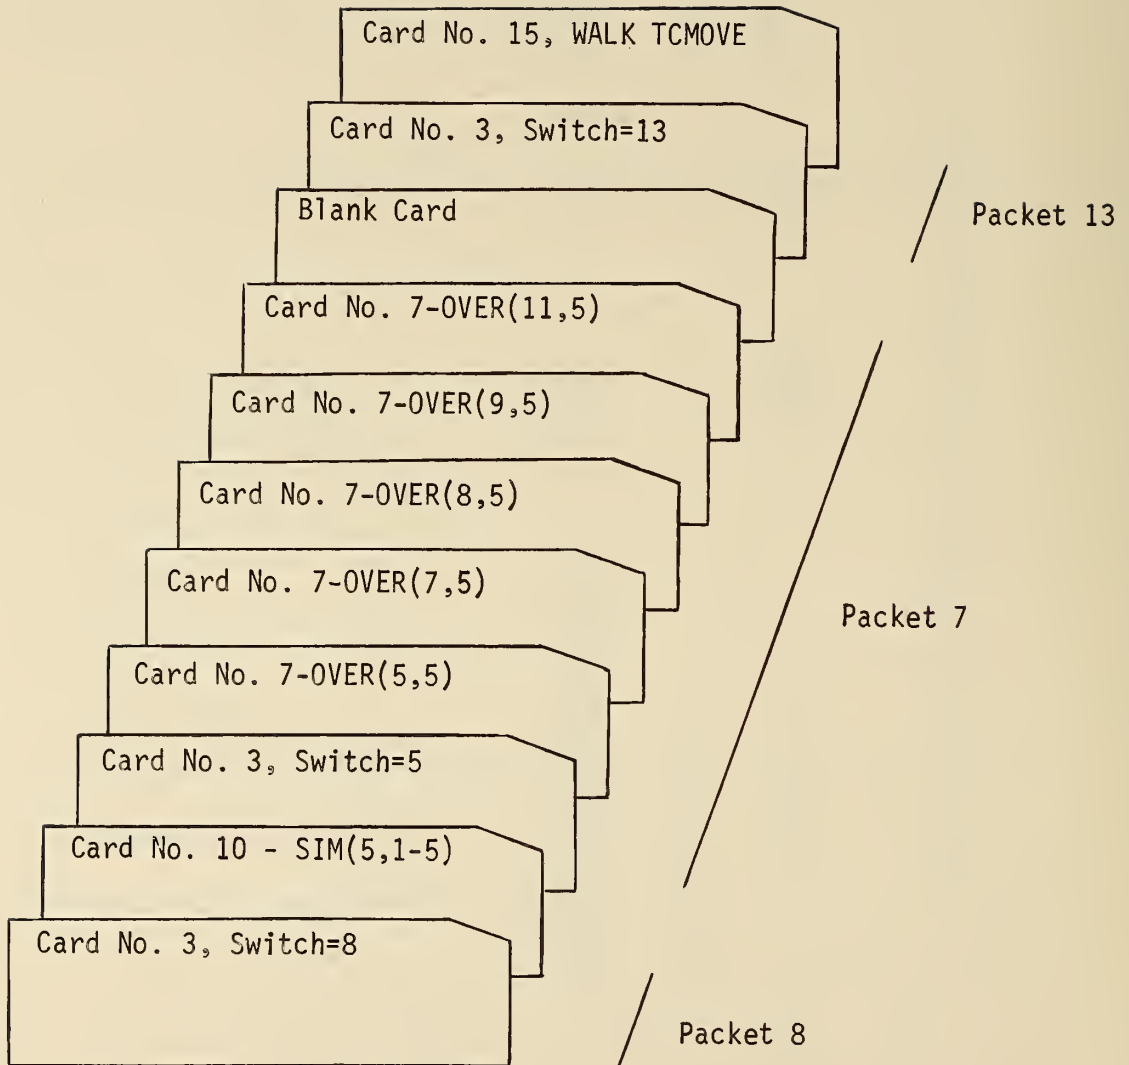 Card No. 15, WALK TCMOVE
Card No. 3, Switch=13
Blank Card
Packet 13
Card No. 7-OVER(11,5)
Card No. 7-OVER(9,5)
Card No. 7-OVER(8,5)
Card No. 7-OVER(7,5)
Packet 7
Card No. 7-OVER(5,5)
Card No. 3, Switch=5
Card No. 10 - SIM(5,1-5)
Card No. 3, Switch=8
Packet 8